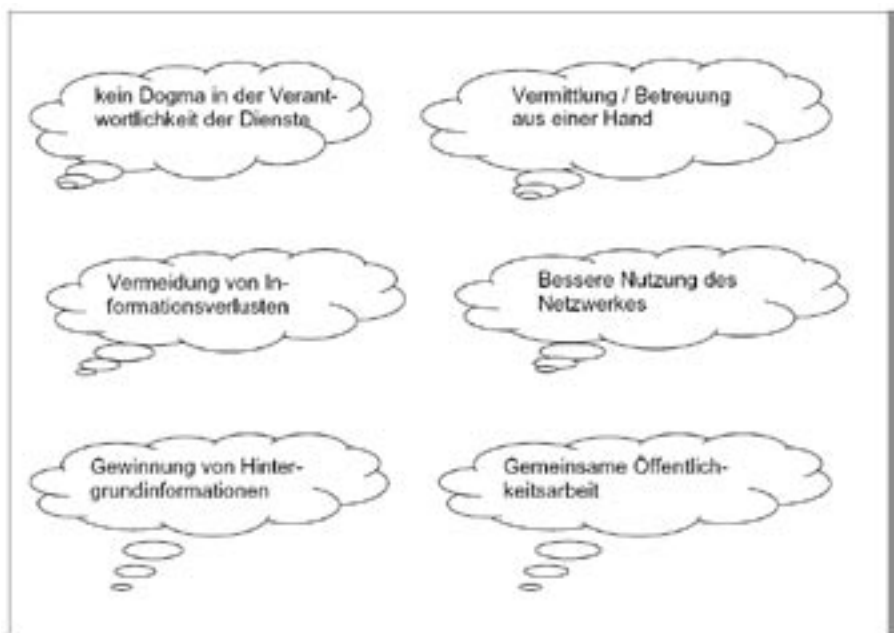 kein Dogma in der Verant-
wortlichkeit der Dienste
Vermittlung / Betreuung
aus einer Hand
Vermeidung von In-
formationsverlusten
Bessere Nutzung des
Netzwerkes
Gewinnung von Hinter-
grundinformationen
Gemeinsame Öffentlich-
keitsarbeit